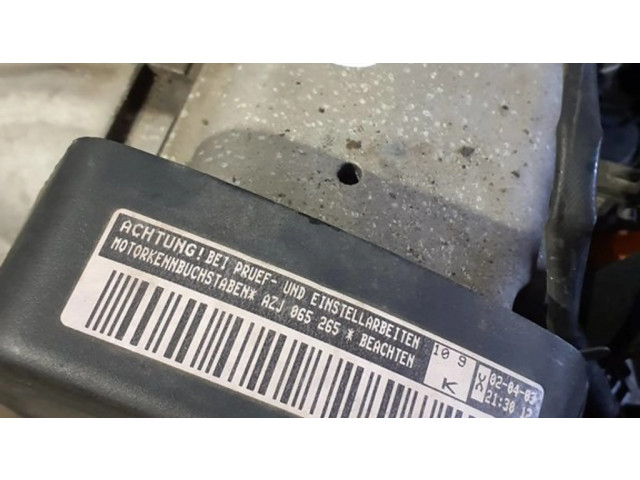 ACHTUNG! BEI PRUEF- UND EINSTELLARBEITEN
MOTORKENNBUCHSTABEN* AZJ 065 265 * BEACHTEN
10 9
K
02-04-03
21:30